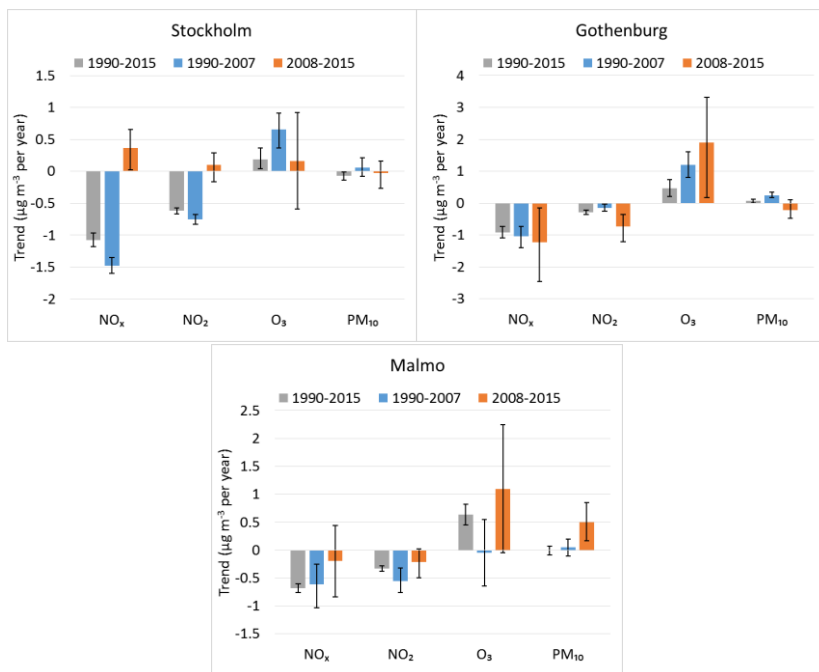 Stockholm
1990-2015 1990-2007 2008-2015
Trend (µg m⁻³ per year)
1.5
1
0.5
0
-0.5
-1
-1.5
-2
NOₓ NO₂ O₃ PM₁₀
Gothenburg
1990-2015 1990-2007 2008-2015
Trend (µg m⁻³ per year)
4
3
2
1
0
-1
-2
-3
NOₓ NO₂ O₃ PM₁₀
Malmo
1990-2015 1990-2007 2008-2015
Trend (µg m⁻³ per year)
2.5
2
1.5
1
0.5
0
-0.5
-1
-1.5
NOₓ NO₂ O₃ PM₁₀